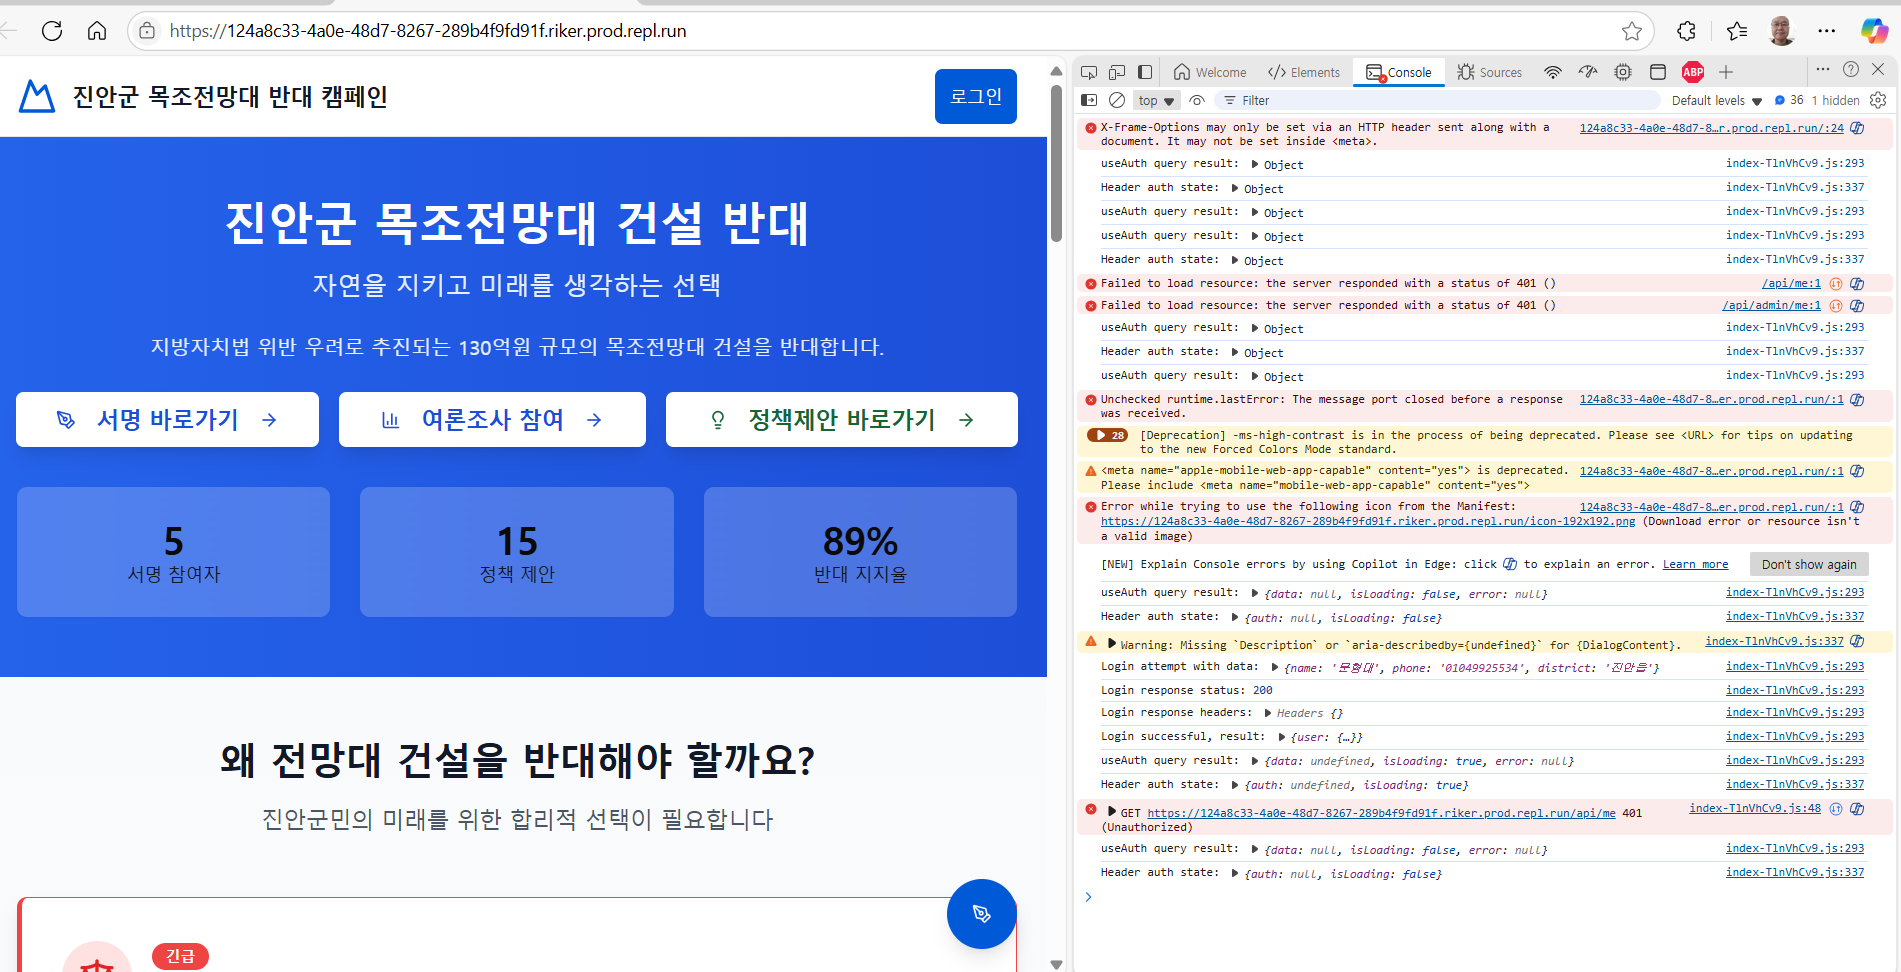 https://124a8c33-4a0e-48d7-8267-289b4f9fd91f.riker.prod.repl.run
진안군 목조전망대 반대 캠페인
로그인
진안군 목조전망대 건설 반대
자연을 지키고 미래를 생각하는 선택
지방자치법 위반 우려로 추진되는 130억원 규모의 목조전망대 건설을 반대합니다.
서명 바로가기 →
여론조사 참여 →
정책제안 바로가기 →
5
서명 참여자
15
정책 제안
89%
반대 지지율
왜 전망대 건설을 반대해야 할까요?
진안군민의 미래를 위한 합리적 선택이 필요합니다
긴급
Welcome
Elements
Console
Sources
ABP
top
Filter
Default levels
36
1 hidden
X-Frame-Options may only be set via an HTTP header sent along with a 124a8c33-4a0e-48d7-8…r.prod.repl.run/:24
document. It may not be set inside <meta>.
useAuth query result: Object index-TlnVhCv9.js:293
Header auth state: Object index-TlnVhCv9.js:337
useAuth query result: Object index-TlnVhCv9.js:293
useAuth query result: Object index-TlnVhCv9.js:293
Header auth state: Object index-TlnVhCv9.js:337
Failed to load resource: the server responded with a status of 401 () /api/me:1
Failed to load resource: the server responded with a status of 401 () /api/admin/me:1
useAuth query result: Object index-TlnVhCv9.js:293
Header auth state: Object index-TlnVhCv9.js:337
useAuth query result: Object index-TlnVhCv9.js:293
Unchecked runtime.lastError: The message port closed before a response 124a8c33-4a0e-48d7-8…er.prod.repl.run/:1
was received.
28 [Deprecation] -ms-high-contrast is in the process of being deprecated. Please see <URL> for tips on updating
to the new Forced Colors Mode standard.
<meta name="apple-mobile-web-app-capable" content="yes"> is deprecated. 124a8c33-4a0e-48d7-8…er.prod.repl.run/:1
Please include <meta name="mobile-web-app-capable" content="yes">
Error while trying to use the following icon from the Manifest: 124a8c33-4a0e-48d7-8…er.prod.repl.run/:1
https://124a8c33-4a0e-48d7-8267-289b4f9fd91f.riker.prod.repl.run/icon-192x192.png (Download error or resource isn't
a valid image)
[NEW] Explain Console errors by using Copilot in Edge: click to explain an error. Learn more Don't show again
useAuth query result: {data: null, isLoading: false, error: null} index-TlnVhCv9.js:293
Header auth state: {auth: null, isLoading: false} index-TlnVhCv9.js:337
Warning: Missing `Description` or `aria-describedby={undefined}` for {DialogContent}. index-TlnVhCv9.js:337
Login attempt with data: {name: '문형대', phone: '01049925534', district: '진안읍'} index-TlnVhCv9.js:293
Login response status: 200 index-TlnVhCv9.js:293
Login response headers: Headers {} index-TlnVhCv9.js:293
Login successful, result: {user: {…}} index-TlnVhCv9.js:293
useAuth query result: {data: undefined, isLoading: true, error: null} index-TlnVhCv9.js:293
Header auth state: {auth: undefined, isLoading: true} index-TlnVhCv9.js:337
GET https://124a8c33-4a0e-48d7-8267-289b4f9fd91f.riker.prod.repl.run/api/me 401 index-TlnVhCv9.js:48
(Unauthorized)
useAuth query result: {data: null, isLoading: false, error: null} index-TlnVhCv9.js:293
Header auth state: {auth: null, isLoading: false} index-TlnVhCv9.js:337